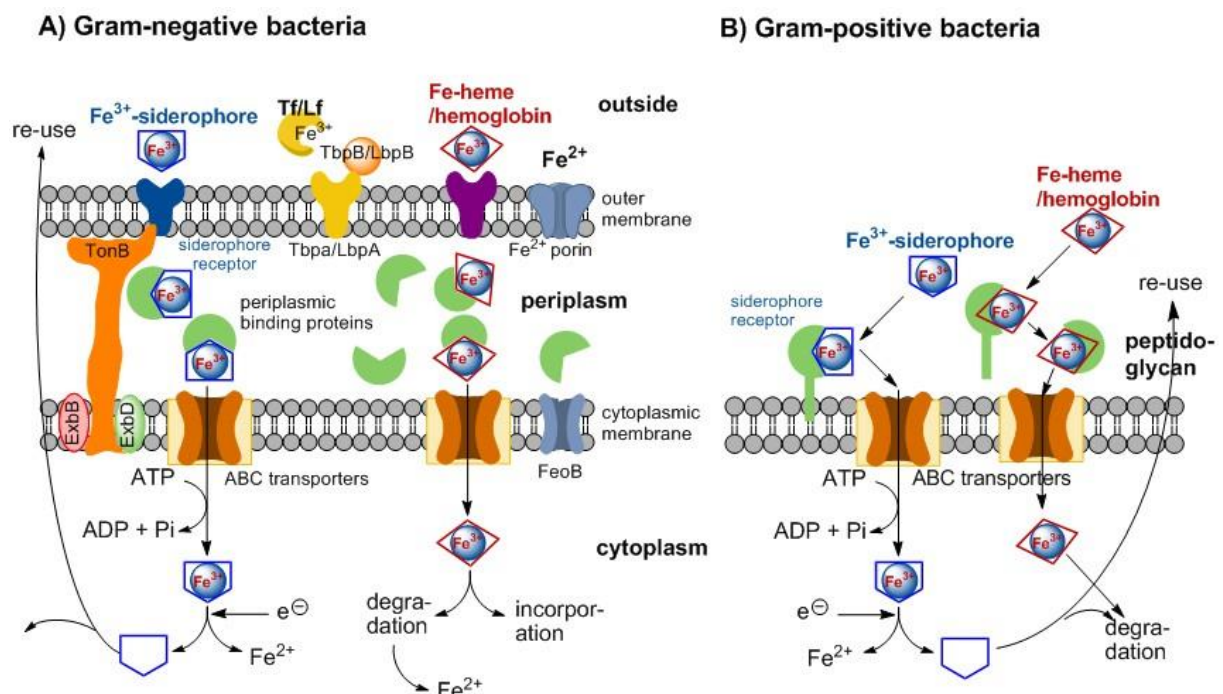 A) Gram-negative bacteria
re-use
Fe³⁺-siderophore
Fe³⁺
Tf/Lf
Fe³⁺
TbpB/LbpB
Fe-heme
/hemoglobin
Fe³⁺
outside
Fe²⁺
outer
membrane
TonB
siderophore
receptor
Tbpa/LbpA
Fe²⁺ porin
Fe³⁺
periplasmic
binding proteins
Fe³⁺
Fe³⁺
Fe³⁺
periplasm
ExbB
ExbD
cytoplasmic
membrane
ATP
ABC transporters
FeoB
ADP + Pi
Fe³⁺
Fe³⁺
cytoplasm
e⊖
Fe²⁺
degra-
dation
incorpor-
ation
Fe²⁺
B) Gram-positive bacteria
Fe-heme
/hemoglobin
Fe³⁺
Fe³⁺-siderophore
Fe³⁺
re-use
siderophore
receptor
Fe³⁺
Fe³⁺
Fe³⁺
peptido-
glycan
ATP
ABC transporters
ADP + Pi
Fe³⁺
Fe³⁺
e⊖
Fe²⁺
degra-
dation